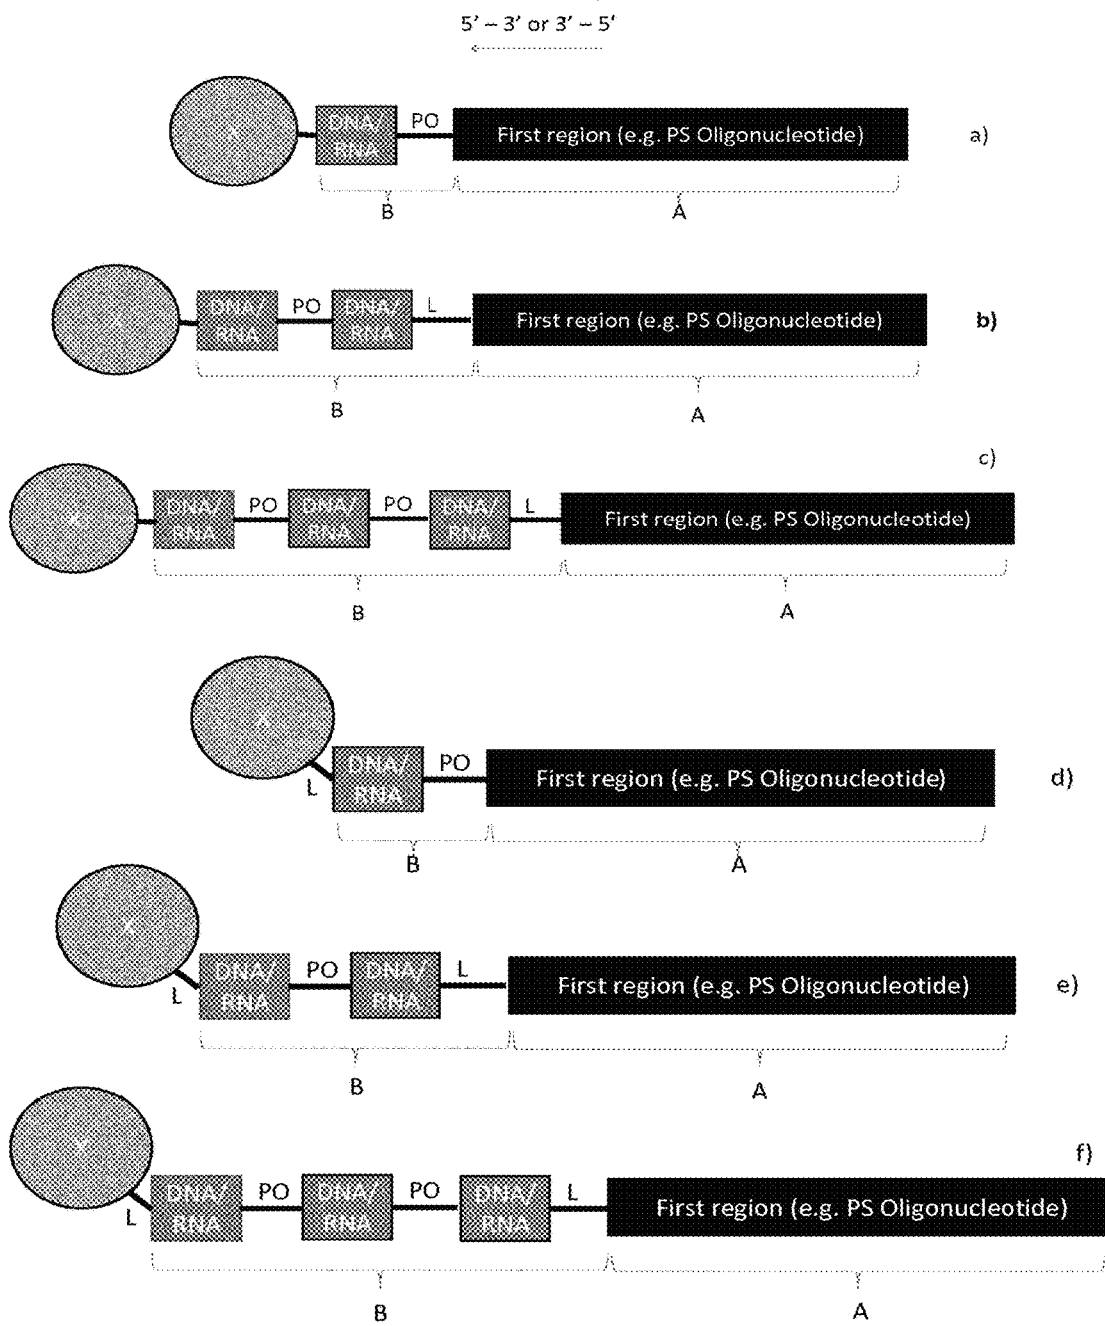 5' – 3' or 3' – 5'
X
DNA/
RNA
PO
First region (e.g. PS Oligonucleotide)
a)
B
A
DNA/
RNA
PO
DNA/
RNA
L
First region (e.g. PS Oligonucleotide)
b)
B
A
c)
X
DNA/
RNA
PO
DNA/
RNA
PO
DNA/
RNA
L
First region (e.g. PS Oligonucleotide)
B
A
X
L
DNA/
RNA
PO
First region (e.g. PS Oligonucleotide)
d)
B
A
X
L
DNA/
RNA
PO
DNA/
RNA
L
First region (e.g. PS Oligonucleotide)
e)
B
A
f)
L
DNA/
RNA
PO
DNA/
RNA
PO
DNA/
RNA
L
First region (e.g. PS Oligonucleotide)
B
A